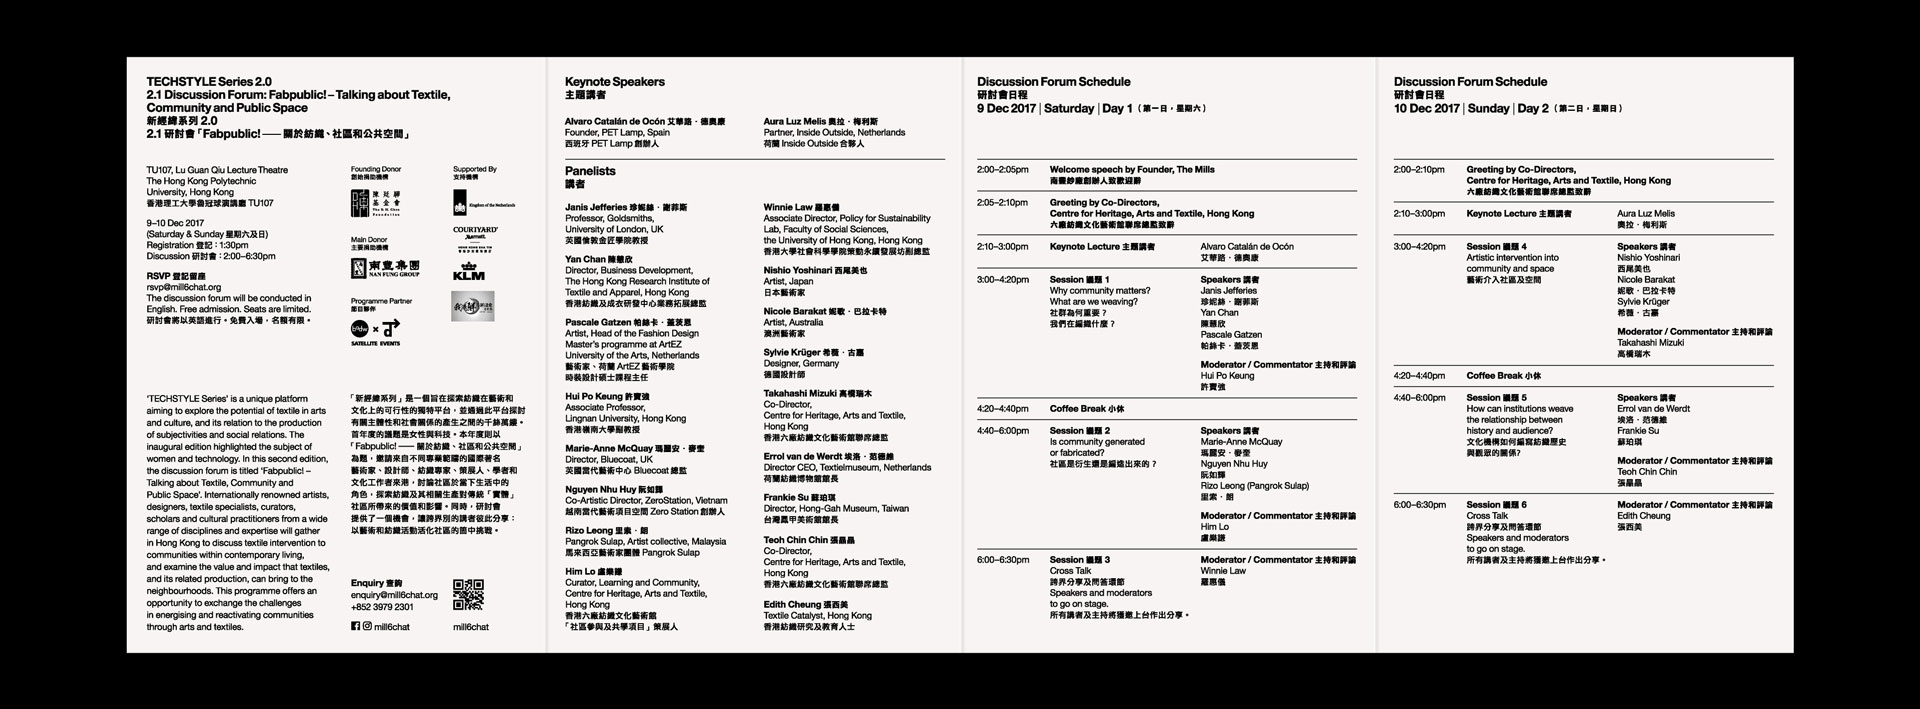 TECHSTYLE Series 2.0
2.1 Discussion Forum: Fabpublic! – Talking about Textile,
Community and Public Space
新經緯系列 2.0
2.1 研討會「Fabpublic! —— 關於紡織、社區和公共空間」
TU107, Lu Guan Qiu Lecture Theatre
The Hong Kong Polytechnic
University, Hong Kong
香港理工大學魯冠球演講廳 TU107
9–10 Dec 2017
(Saturday & Sunday 星期六及日)
Registration 登記：1:30pm
Discussion 研討會：2:00–6:30pm
RSVP 登記留座
rsvp@mill6chat.org
The discussion forum will be conducted in
English. Free admission. Seats are limited.
研討會將以英語進行。免費入場，名額有限。
Founding Donor
創始捐助機構
陳廷驊
基金會
The D. H. Chen
Foundation
Main Donor
主要捐助機構
南豐集團
NAN FUNG GROUP
Programme Partner
節目夥伴
bodw ×
SATELLITE EVENTS
Supported By
支持機構
Kingdom of the Netherlands
COURTYARD
Marriott
KLM
'TECHSTYLE Series' is a unique platform
aiming to explore the potential of textile in arts
and culture, and its relation to the production
of subjectivities and social relations. The
inaugural edition highlighted the subject of
women and technology. In this second edition,
the discussion forum is titled 'Fabpublic! –
Talking about Textile, Community and
Public Space'. Internationally renowned artists,
designers, textile specialists, curators,
scholars and cultural practitioners from a wide
range of disciplines and expertise will gather
in Hong Kong to discuss textile intervention to
communities within contemporary living,
and examine the value and impact that textiles,
and its related production, can bring to the
neighbourhoods. This programme offers an
opportunity to exchange the challenges
in energising and reactivating communities
through arts and textiles.
「新經緯系列」是一個旨在探索紡織在藝術和
文化上的可行性的獨特平台，並通過此平台探討
有關主體性和社會關係的產生之間的千絲萬縷。
首年度的議題是女性與科技。本年度則以
「Fabpublic! —— 關於紡織、社區和公共空間」
為題，邀請來自不同專業範疇的國際著名
藝術家、設計師、紡織專家、策展人、學者和
文化工作者來港，討論社區於當下生活中的
角色，探索紡織及其相關生產對傳統「實體」
社區所帶來的價值和影響。同時，研討會
提供了一個機會，讓跨界別的講者彼此分享：
以藝術和紡織活動活化社區的箇中挑戰。
Enquiry 查詢
enquiry@mill6chat.org
+852 3979 2301
mill6chat
mill6chat
Keynote Speakers
主題講者
Alvaro Catalán de Ocón 艾華路・德奧康
Founder, PET Lamp, Spain
西班牙 PET Lamp 創辦人
Aura Luz Melis 奧拉・梅利斯
Partner, Inside Outside, Netherlands
荷蘭 Inside Outside 合夥人
Panelists
講者
Janis Jefferies 珍妮絲・謝菲斯
Professor, Goldsmiths,
University of London, UK
英國倫敦金匠學院教授
Yan Chan 陳慧欣
Director, Business Development,
The Hong Kong Research Institute of
Textile and Apparel, Hong Kong
香港紡織及成衣研發中心業務拓展總監
Pascale Gatzen 帕絲卡・蓋茨恩
Artist, Head of the Fashion Design
Master's programme at ArtEZ
University of the Arts, Netherlands
藝術家、荷蘭 ArtEZ 藝術學院
時裝設計碩士課程主任
Hui Po Keung 許寶強
Associate Professor,
Lingnan University, Hong Kong
香港嶺南大學副教授
Marie-Anne McQuay 瑪麗安・麥奎
Director, Bluecoat, UK
英國當代藝術中心 Bluecoat 總監
Nguyen Nhu Huy 阮如輝
Co-Artistic Director, ZeroStation, Vietnam
越南當代藝術項目空間 Zero Station 創辦人
Rizo Leong 里索・朗
Pangrok Sulap, Artist collective, Malaysia
馬來西亞藝術家團體 Pangrok Sulap
Him Lo 盧樂謙
Curator, Learning and Community,
Centre for Heritage, Arts and Textile,
Hong Kong
香港六廠紡織文化藝術館
「社區參與及共學項目」策展人
Winnie Law 羅惠儀
Associate Director, Policy for Sustainability
Lab, Faculty of Social Sciences,
the University of Hong Kong, Hong Kong
香港大學社會科學學院策動永續發展坊副總監
Nishio Yoshinari 西尾美也
Artist, Japan
日本藝術家
Nicole Barakat 妮歌・巴拉卡特
Artist, Australia
澳洲藝術家
Sylvie Krüger 希薇・古嘉
Designer, Germany
德國設計師
Takahashi Mizuki 高橋瑞木
Co-Director,
Centre for Heritage, Arts and Textile,
Hong Kong
香港六廠紡織文化藝術館聯席總監
Errol van de Werdt 埃洛・范德維
Director CEO, Textielmuseum, Netherlands
荷蘭紡織博物館館長
Frankie Su 蘇珀琪
Director, Hong-Gah Museum, Taiwan
台灣鳳甲美術館館長
Teoh Chin Chin 張晶晶
Co-Director,
Centre for Heritage, Arts and Textile,
Hong Kong
香港六廠紡織文化藝術館聯席總監
Edith Cheung 張西美
Textile Catalyst, Hong Kong
香港紡織研究及教育人士
Discussion Forum Schedule
研討會日程
9 Dec 2017 | Saturday | Day 1（第一日，星期六）
2:00–2:05pm
Welcome speech by Founder, The Mills
南豐紗廠創辦人致歡迎辭
2:05–2:10pm
Greeting by Co-Directors,
Centre for Heritage, Arts and Textile, Hong Kong
六廠紡織文化藝術館聯席總監致辭
2:10–3:00pm
Keynote Lecture 主題講者
Alvaro Catalán de Ocón
艾華路・德奧康
3:00–4:20pm
Session 議題 1
Why community matters?
What are we weaving?
社群為何重要？
我們在編織什麼？
Speakers 講者
Janis Jefferies
珍妮絲・謝菲斯
Yan Chan
陳慧欣
Pascale Gatzen
帕絲卡・蓋茨恩
Moderator / Commentator 主持和評論
Hui Po Keung
許寶強
4:20–4:40pm
Coffee Break 小休
4:40–6:00pm
Session 議題 2
Is community generated
or fabricated?
社區是衍生還是編造出來的？
Speakers 講者
Marie-Anne McQuay
瑪麗安・麥奎
Nguyen Nhu Huy
阮如輝
Rizo Leong (Pangrok Sulap)
里索・朗
Moderator / Commentator 主持和評論
Him Lo
盧樂謙
6:00–6:30pm
Session 議題 3
Cross Talk
跨界分享及問答環節
Speakers and moderators
to go on stage.
所有講者及主持將獲邀上台作出分享。
Moderator / Commentator 主持和評論
Winnie Law
羅惠儀
Discussion Forum Schedule
研討會日程
10 Dec 2017 | Sunday | Day 2（第二日，星期日）
2:00–2:10pm
Greeting by Co-Directors,
Centre for Heritage, Arts and Textile, Hong Kong
六廠紡織文化藝術館聯席總監致辭
2:10–3:00pm
Keynote Lecture 主題講者
Aura Luz Melis
奧拉・梅利斯
3:00–4:20pm
Session 議題 4
Artistic intervention into
community and space
藝術介入社區及空間
Speakers 講者
Nishio Yoshinari
西尾美也
Nicole Barakat
妮歌・巴拉卡特
Sylvie Krüger
希薇・古嘉
Moderator / Commentator 主持和評論
Takahashi Mizuki
高橋瑞木
4:20–4:40pm
Coffee Break 小休
4:40–6:00pm
Session 議題 5
How can institutions weave
the relationship between
history and audience?
文化機構如何編寫紡織歷史
與觀眾的關係?
Speakers 講者
Errol van de Werdt
埃洛・范德維
Frankie Su
蘇珀琪
Moderator / Commentator 主持和評論
Teoh Chin Chin
張晶晶
6:00–6:30pm
Session 議題 6
Cross Talk
跨界分享及問答環節
Speakers and moderators
to go on stage.
所有講者及主持將獲邀上台作出分享。
Moderator / Commentator 主持和評論
Edith Cheung
張西美